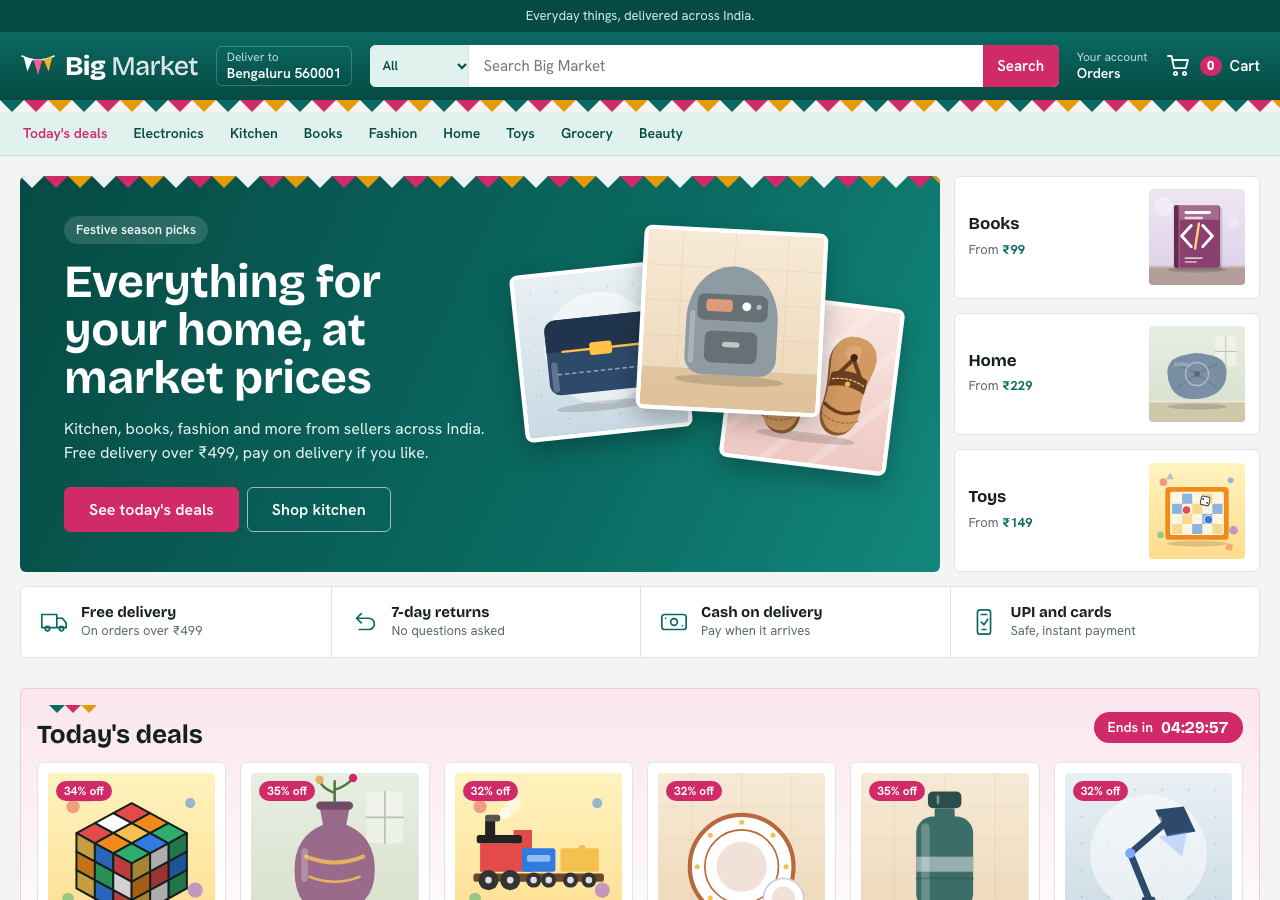 Everyday things, delivered across India.
Big Market
Deliver to
Bengaluru 560001
All
Search Big Market
Search
Your account
Orders
0
Cart
Today's deals
Electronics
Kitchen
Books
Fashion
Home
Toys
Grocery
Beauty
Festive season picks
Everything for
your home, at
market prices
Kitchen, books, fashion and more from sellers across India.
Free delivery over ₹499, pay on delivery if you like.
See today's deals
Shop kitchen
Books
From ₹99
Home
From ₹229
Toys
From ₹149
Free delivery
On orders over ₹499
7-day returns
No questions asked
Cash on delivery
Pay when it arrives
UPI and cards
Safe, instant payment
Today's deals
Ends in 04:29:57
34% off
35% off
32% off
32% off
35% off
32% off